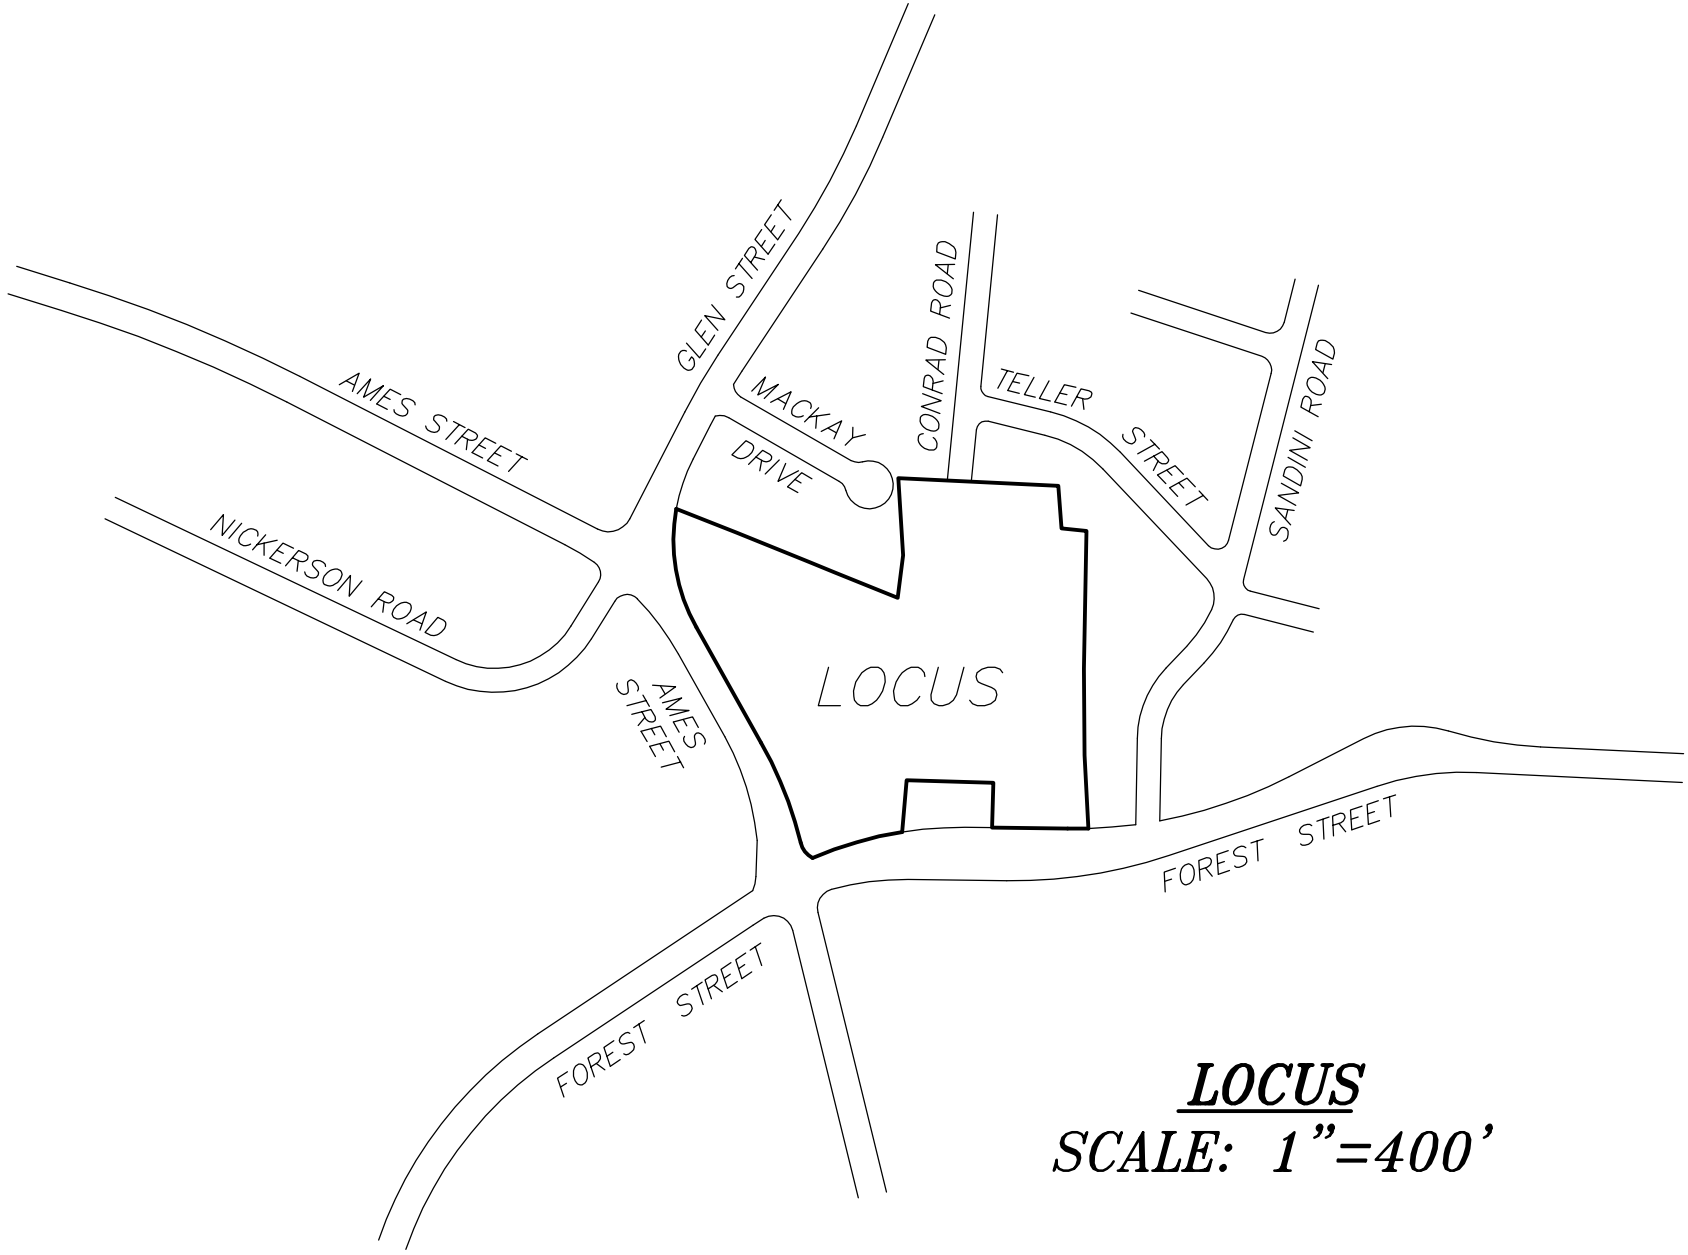 GLEN STREET
CONRAD ROAD
AMES STREET
MACKAY
DRIVE
TELLER
STREET
SANDINI ROAD
NICKERSON ROAD
LOCUS
AMES
STREET
FOREST STREET
FOREST STREET
LOCUS
SCALE: 1"=400'